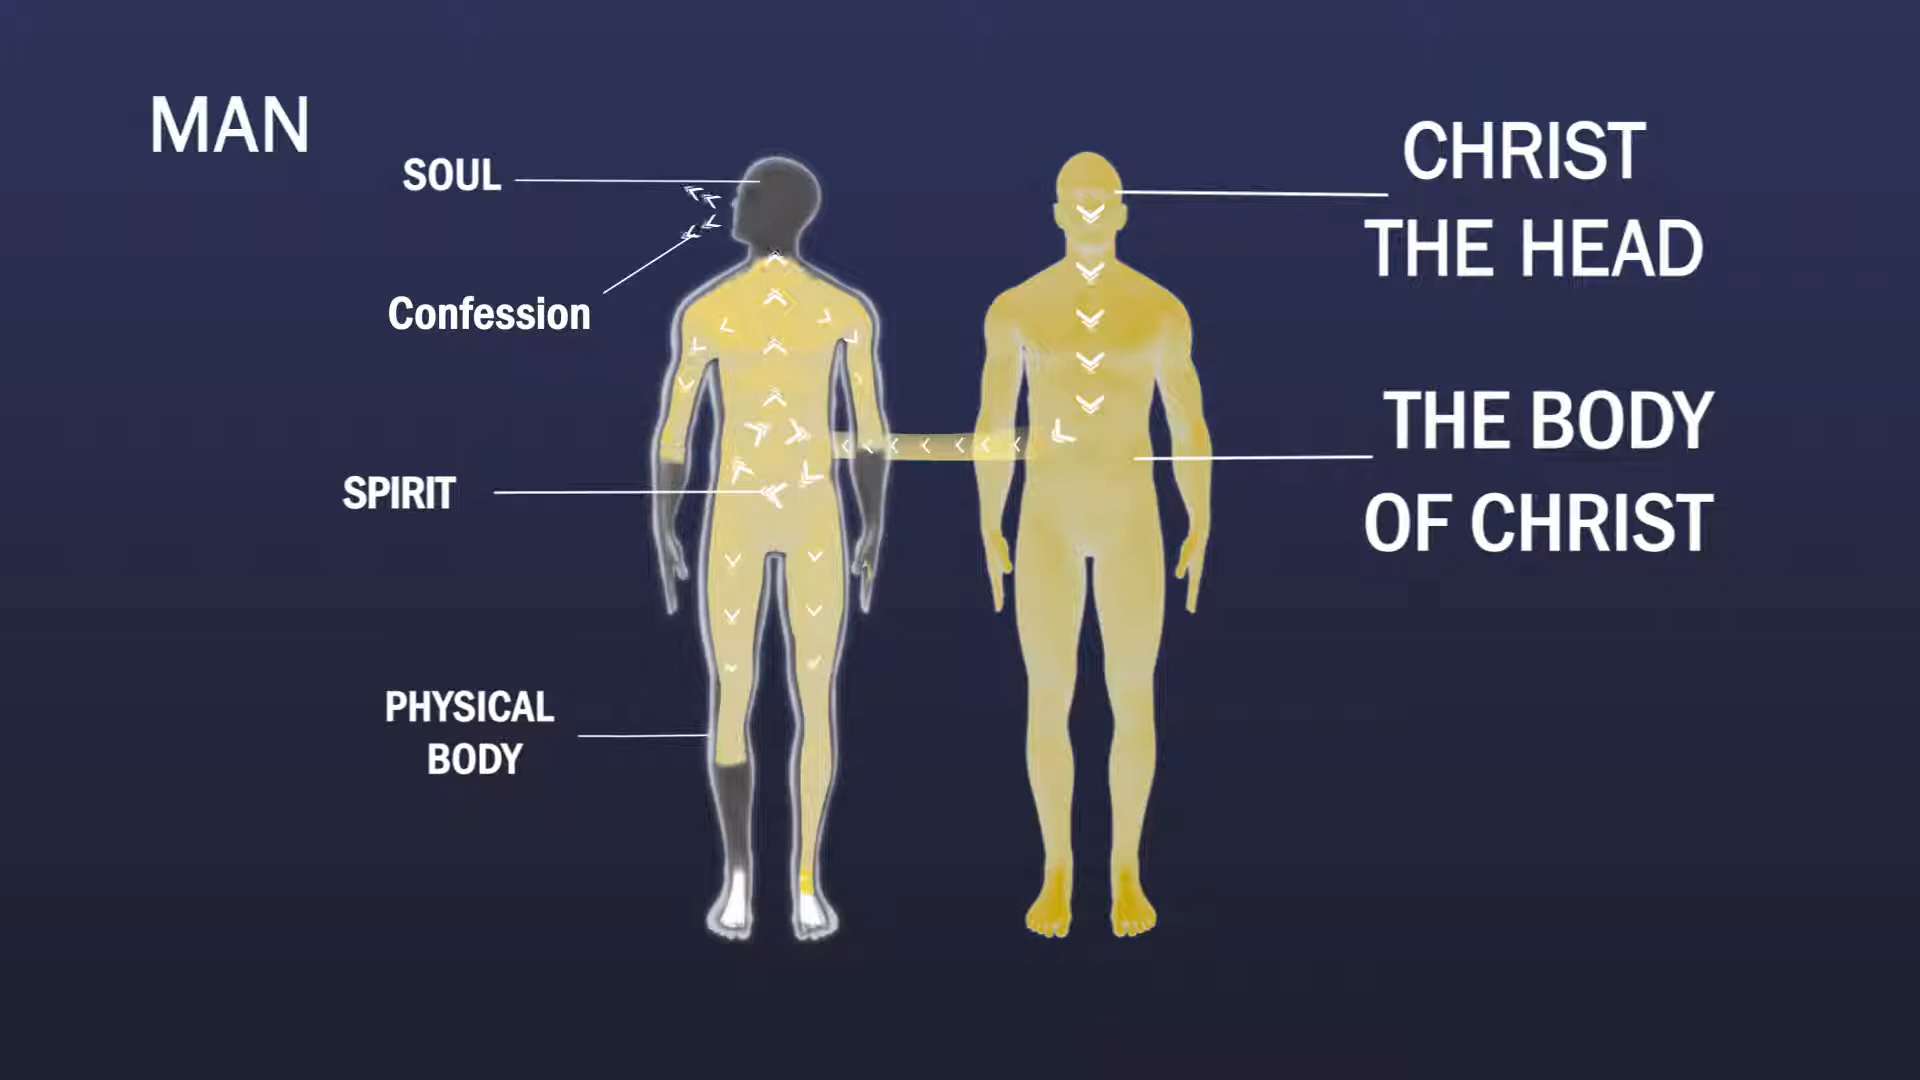 MAN
SOUL
Confession
SPIRIT
PHYSICAL
BODY
CHRIST
THE HEAD
THE BODY
OF CHRIST